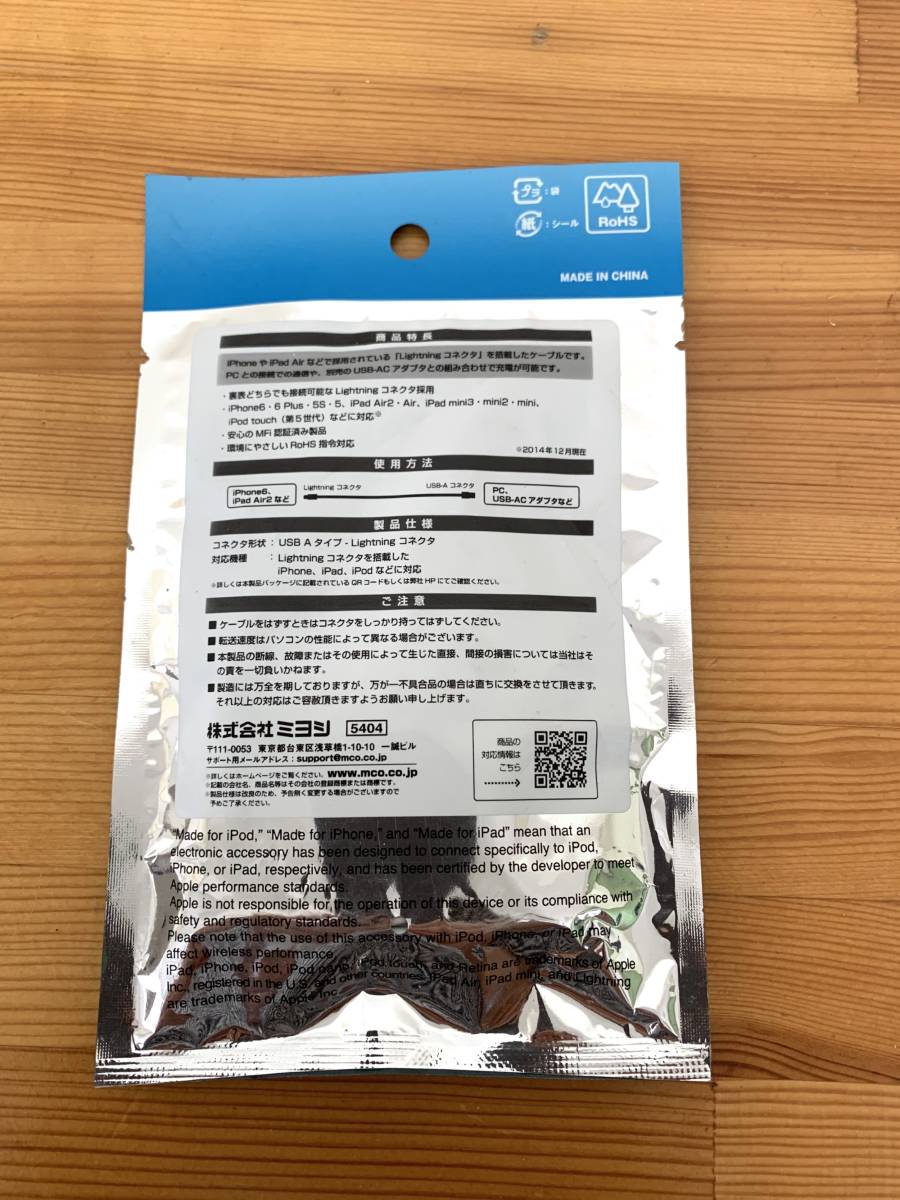 プラ : 袋
紙 : シール
RoHS
MADE IN CHINA
商品特長
iPhone や iPad Air などで採用されている「Lightning コネクタ」を搭載したケーブルです。
PC との接続での通信や、別売の USB-AC アダプタとの組み合わせで充電が可能です。
・裏表どちらでも接続可能な Lightning コネクタ採用
・iPhone6・6 Plus・5S・5、iPad Air2・Air、iPad mini3・mini2・mini、
iPod touch（第5世代）などに対応※
・安心の MFi 認証済み製品
・環境にやさしい RoHS 指令対応
※2014年12月現在
使用方法
iPhone6、
iPad Air2 など
Lightning コネクタ
USB-A コネクタ
PC、
USB-AC アダプタなど
製品仕様
コネクタ形状 : USB A タイプ - Lightning コネクタ
対応機種 : Lightning コネクタを搭載した
iPhone、iPad、iPod などに対応
※詳しくは本製品パッケージに記載されている QR コードもしくは弊社 HP にてご確認ください。
ご注意
■ ケーブルをはずすときはコネクタをしっかり持ってはずしてください。
■ 転送速度はパソコンの性能によって異なる場合がございます。
■ 本製品の断線、故障またはその使用によって生じた直接、間接の損害については当社はそ
の責を一切負いかねます。
■ 製造には万全を期しておりますが、万が一不具合品の場合は直ちに交換をさせて頂きます。
それ以上の対応はご容赦頂きますようお願い申し上げます。
株式会社ミヨシ 5404
〒111-0053 東京都台東区浅草橋1-10-10 一誠ビル
サポート用メールアドレス : support@mco.co.jp
※詳しくはホームページをご覧ください。 www.mco.co.jp
※記載の会社名、商品名等はその会社の登録商標または商標です。
※製品仕様は改良のため、予告無く変更する場合がございますので
予めご了承ください。
商品の
対応情報は
こちら
"Made for iPod," "Made for iPhone," and "Made for iPad" mean that an
electronic accessory has been designed to connect specifically to iPod,
iPhone, or iPad, respectively, and has been certified by the developer to meet
Apple performance standards.
Apple is not responsible for the operation of this device or its compliance with
safety and regulatory standards.
Please note that the use of this accessory with iPod, iPhone, or iPad may
affect wireless performance.
iPad, iPhone, iPod, iPod nano, iPod touch, and Retina are trademarks of Apple
Inc., registered in the U.S. and other countries. iPad Air, iPad mini, and Lightning
are trademarks of Apple Inc.